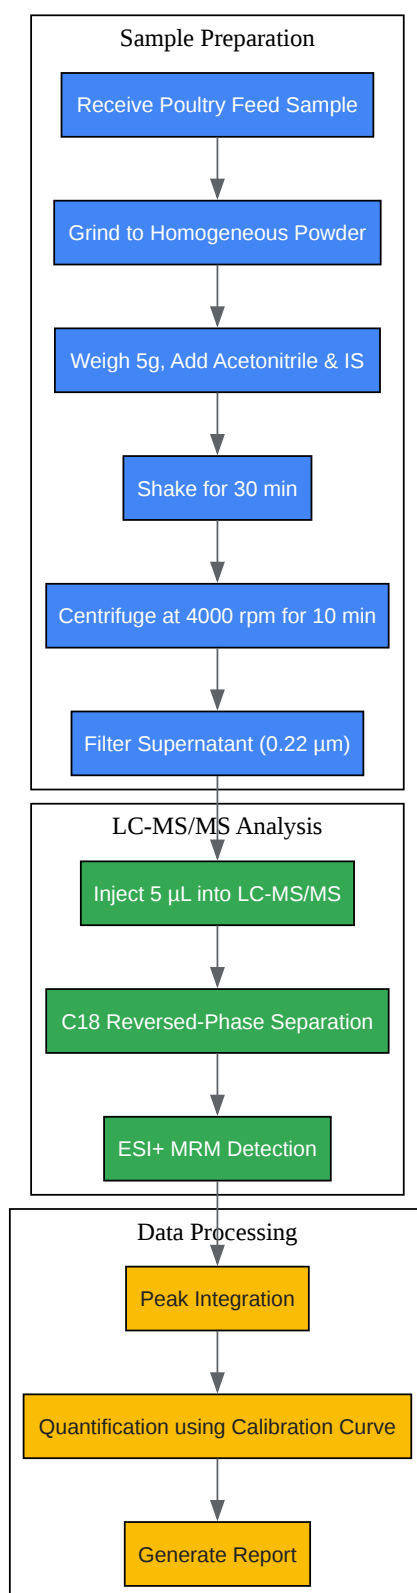 Sample Preparation
Receive Poultry Feed Sample
Grind to Homogeneous Powder
Weigh 5g, Add Acetonitrile & IS
Shake for 30 min
Centrifuge at 4000 rpm for 10 min
Filter Supernatant (0.22 µm)
LC-MS/MS Analysis
Inject 5 µL into LC-MS/MS
C18 Reversed-Phase Separation
ESI+ MRM Detection
Data Processing
Peak Integration
Quantification using Calibration Curve
Generate Report